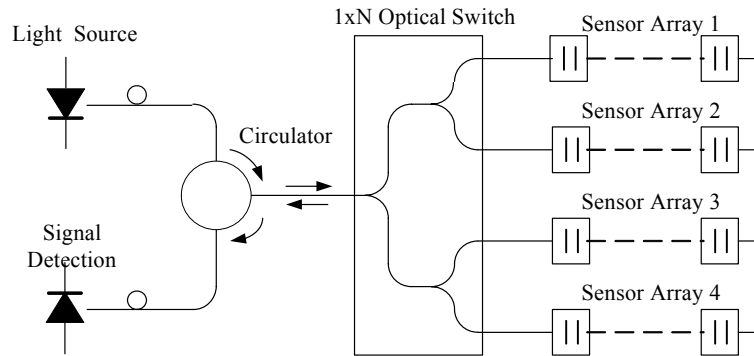 1xN Optical Switch
Light Source
Sensor Array 1
Circulator
Sensor Array 2
Sensor Array 3
Signal
Detection
Sensor Array 4